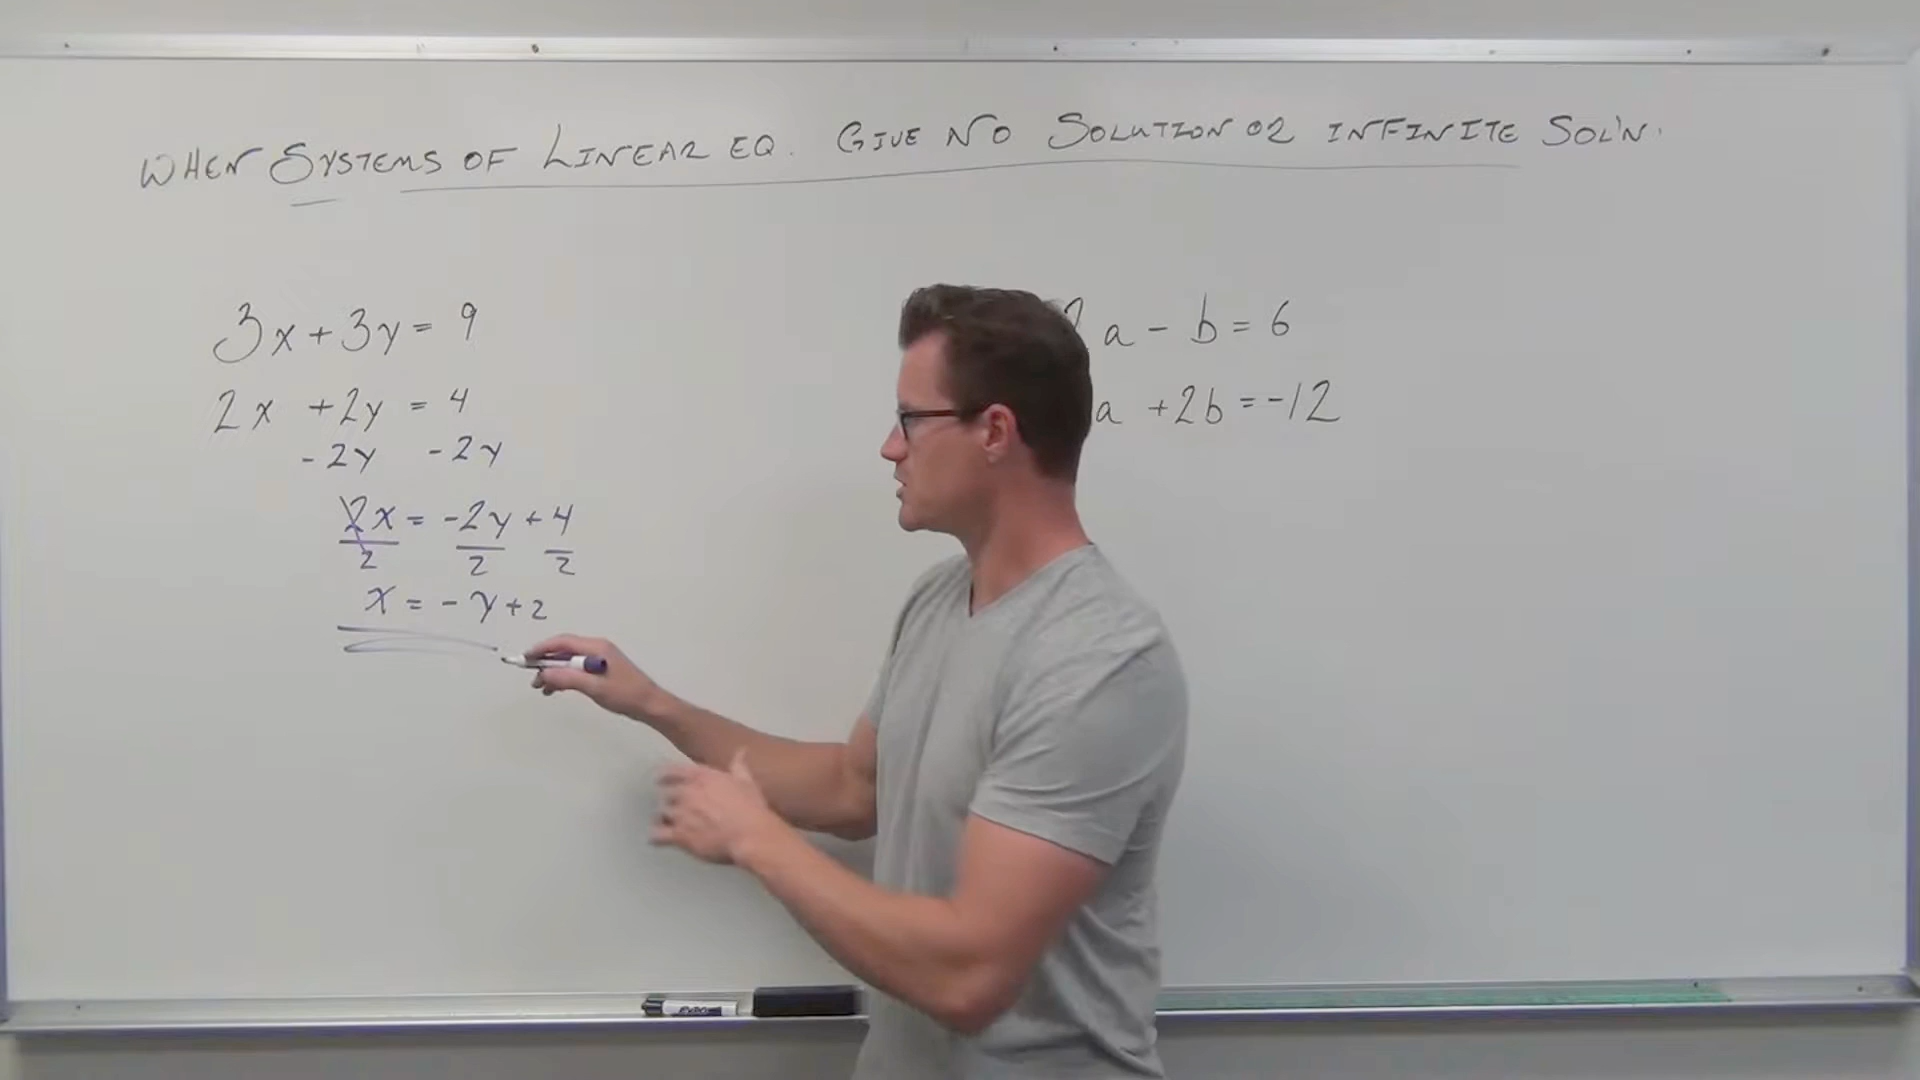 WHEN SYSTEMS OF LINEAR EQ. GIVE NO SOLUTION OR INFINITE SOL'N.
3x + 3y = 9
2x + 2y = 4
- 2y - 2y
2x = -2y + 4
2 2 2
x = - y + 2
a - b = 6
a + 2b = -12
EXPO